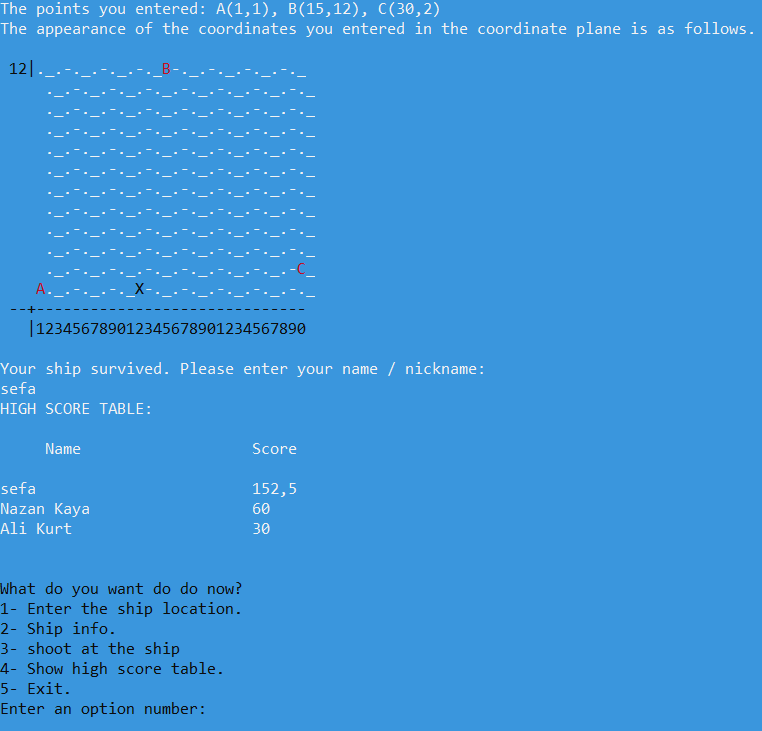 The points you entered: A(1,1), B(15,12), C(30,2)
The appearance of the coordinates you entered in the coordinate plane is as follows.
 12|._.-._.-._.-._B-._.-._.-._.-._
     ._.-._.-._.-._.-._.-._.-._.-._
     ._.-._.-._.-._.-._.-._.-._.-._
     ._.-._.-._.-._.-._.-._.-._.-._
     ._.-._.-._.-._.-._.-._.-._.-._
     ._.-._.-._.-._.-._.-._.-._.-._
     ._.-._.-._.-._.-._.-._.-._.-._
     ._.-._.-._.-._.-._.-._.-._.-._
     ._.-._.-._.-._.-._.-._.-._.-._
     ._.-._.-._.-._.-._.-._.-._.-._
     ._.-._.-._.-._.-._.-._.-._.-C_
    A._.-._.-._X-._.-._.-._.-._.-._
 --+------------------------------
   |123456789012345678901234567890
Your ship survived. Please enter your name / nickname:
sefa
HIGH SCORE TABLE:
     Name                   Score
sefa                        152,5
Nazan Kaya                  60
Ali Kurt                    30
What do you want do do now?
1- Enter the ship location.
2- Ship info.
3- shoot at the ship
4- Show high score table.
5- Exit.
Enter an option number: